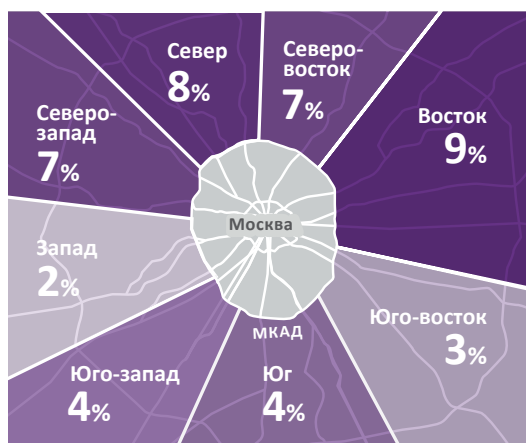 Север
8%
Северо-
восток
7%
Восток
9%
Северо-
запад
7%
Москва
Запад
2%
МКАД
Юго-восток
3%
Юго-запад
4%
Юг
4%